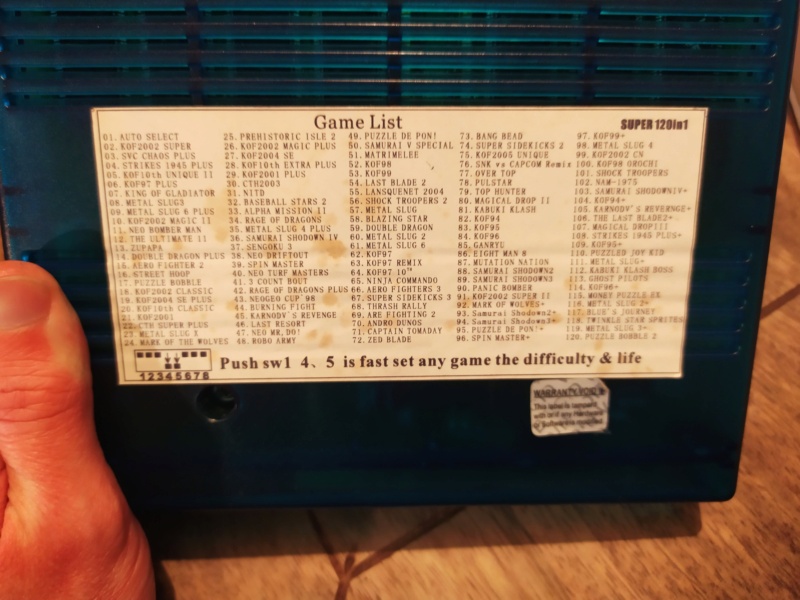 Game List
SUPER 120in1
01. AUTO SELECT
02. KOF2002 SUPER
03. SVC CHAOS PLUS
04. STRIKES 1945 PLUS
05. KOF10th UNIQUE II
06. KOF97 PLUS
07. KING OF GLADIATOR
08. METAL SLUG3
09. METAL SLUG 6 PLUS
10. KOF2002 MAGIC II
11. NEO BOMBER MAN
12. THE ULTIMATE 11
13. ZUPAPA
14. DOUBLE DRAGON PLUS
15. AERO FIGHTER 2
16. STREET HOOP
17. PUZZLE BOBBLE
18. KOF2002 CLASSIC
19. KOF2004 SE PLUS
20. KOF10th CLASSIC
21. KOF2001
22. CTH SUPER PLUS
23. METAL SLUG X
24. MARK OF THE WOLVES
25. PREHISTORIC ISLE 2
26. KOF2002 MAGIC PLUS
27. KOF2004 SE
28. KOF10th EXTRA PLUS
29. KOF2001 PLUS
30. CTH2003
31. NITD
32. BASEBALL STARS 2
33. ALPHA MISSION II
34. RAGE OF DRAGONS
35. METAL SLUG 4 PLUS
36. SAMURAI SHODOWN IV
37. SENGOKU 3
38. NEO DRIFTOUT
39. SPIN MASTER
40. NEO TURF MASTERS
41. 3 COUNT BOUT
42. RAGE OF DRAGONS PLUS
43. NEOGEO CUP'98
44. BURNING FIGHT
45. KARNODV'S REVENGE
46. LAST RESORT
47. NEO MR.DO!
48. ROBO ARMY
49. PUZZLE DE PON!
50. SAMURAI V SPECIAL
51. MATRIMELEE
52. KOF98
53. KOF99
54. LAST BLADE 2
55. LANSQUENET 2004
56. SHOCK TROOPERS 2
57. METAL SLUG
58. BLAZING STAR
59. DOUBLE DRAGON
60. METAL SLUG 2
61. METAL SLUG 6
62. KOF97
63. KOF97 REMIX
64. KOF97 10TH
65. NINJA COMMANDO
66. AERO FIGHTERS 3
67. SUPER SIDEKICKS 3
68. THRASH RALLY
69. ARE FIGHTING 2
70. ANDRO DUNOS
71. CAPTION TOMADAY
72. ZED BLADE
73. HANG BEAD
74. SUPER SIDEKICKS 2
75. KOF2005 UNIQUE
76. SNK vs CAPCOM Remix
77. OVER TOP
78. PULSTAR
79. TOP HUNTER
80. MAGICAL DROP II
81. KABUKI KLASH
82. KOF94
83. KOF95
84. KOF96
85. GANRYU
86. EIGHT MAN 8
87. MUTATION NATION
88. SAMURAI SHODOWN2
89. SAMURAI SHODOWN3
90. PANIC BOMBER
91. KOF2002 SUPER II
92. MARK OF WOLVES+
93. Samurai Shodown2+
94. Samurai Shodown3+
95. PUZZLE DE PON!+
96. SPIN MASTER+
97. KOF99+
98. METAL SLUG 4
99. KOF2002 CN
100. KOF98 OROCHI
101. SHOCK TROOPERS
102. NAM-1975
103. SAMURAI SHODOWNIV+
104. KOF94+
105. KARNODV'S REVERNGE+
106. THE LAST BLADE2+
107. MAGICAL DROPIII
108. STRIKES 1945 PLUS+
109. KOF95+
110. PUZZLED JOY KID
111. METAL SLUG+
112. KABUKI KLASH BOSS
113. GHOST PILOTS
114. KOF96+
115. MONEY PUZZLE EX
116. METAL SLUG 2+
117. BLUE'S JOURNEY
118. TWINKLE STAR SPRITES
119. METAL SLUG 3+
120. PUZZLE BOBBLE 2
12345678
Push sw1 4、5 is fast set any game the difficulty & life
WARRANTY VOID IF